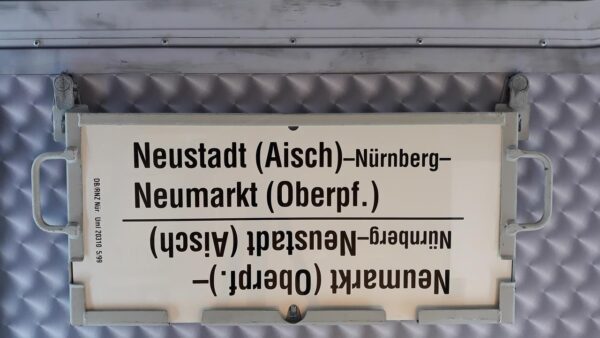 Neustadt (Aisch)–Nürnberg–
Neumarkt (Oberpf.)
Neumarkt (Oberpf.)–
Nürnberg–Neustadt (Aisch)